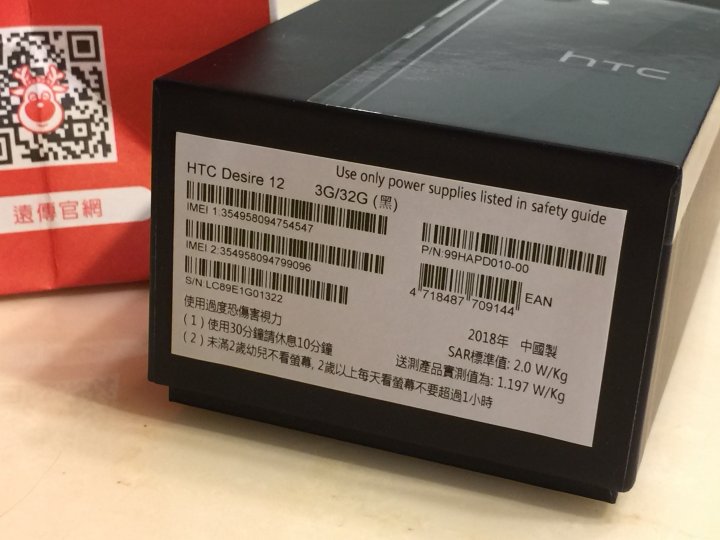 hTC
遠傳官網
HTC Desire 12
3G/32G (黑)
Use only power supplies listed in safety guide
IMEI 1.354958094754547
IMEI 2.354958094799096
S/N:LC89E1G01322
P/N:99HAPD010-00
4 718487 709144 EAN
使用過度恐傷害視力
(1) 使用30分鐘請休息10分鐘
(2) 未滿2歲幼兒不看螢幕, 2歲以上每天看螢幕不要超過1小時
2018年 中國製
SAR標準值: 2.0 W/Kg
送測產品實測值為: 1.197 W/Kg